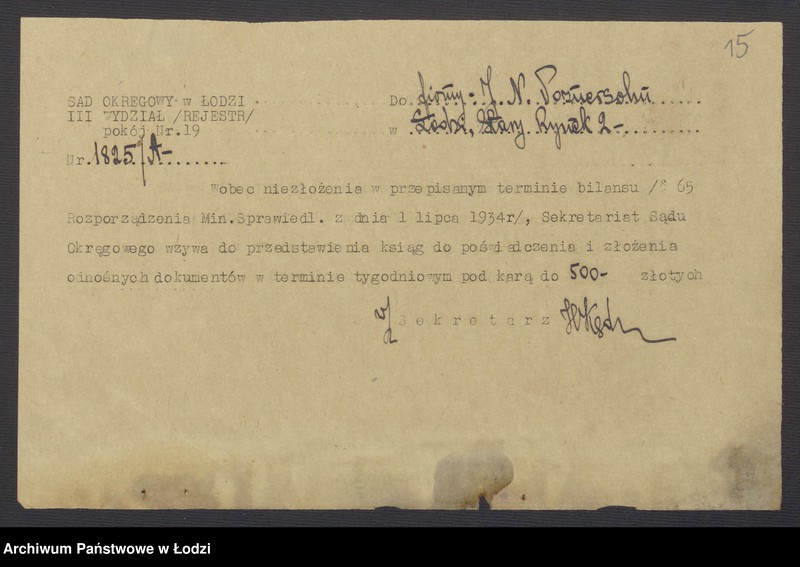 15
SAD OKRĘGOWY w ŁODZI
III WYDZIAŁ /REJESTR/
pokój Nr.19
Nr. 1825/A-
Do firmy: J. N. Poznersohn
w Łodzi, Stary Rynek 2-
Wobec niezłożenia w przepisanym terminie bilansu /§ 65
Rozporządzenia Min.Sprawiedl. z dnia 1 lipca 1934r/, Sekretariat Sądu
Okręgowego wzywa do przedstawienia ksiąg do poświadczenia i złożenia
odnośnych dokumentów w terminie tygodniowym pod karą do 500- złotych
Sekretarz
Archiwum Państwowe w Łodzi